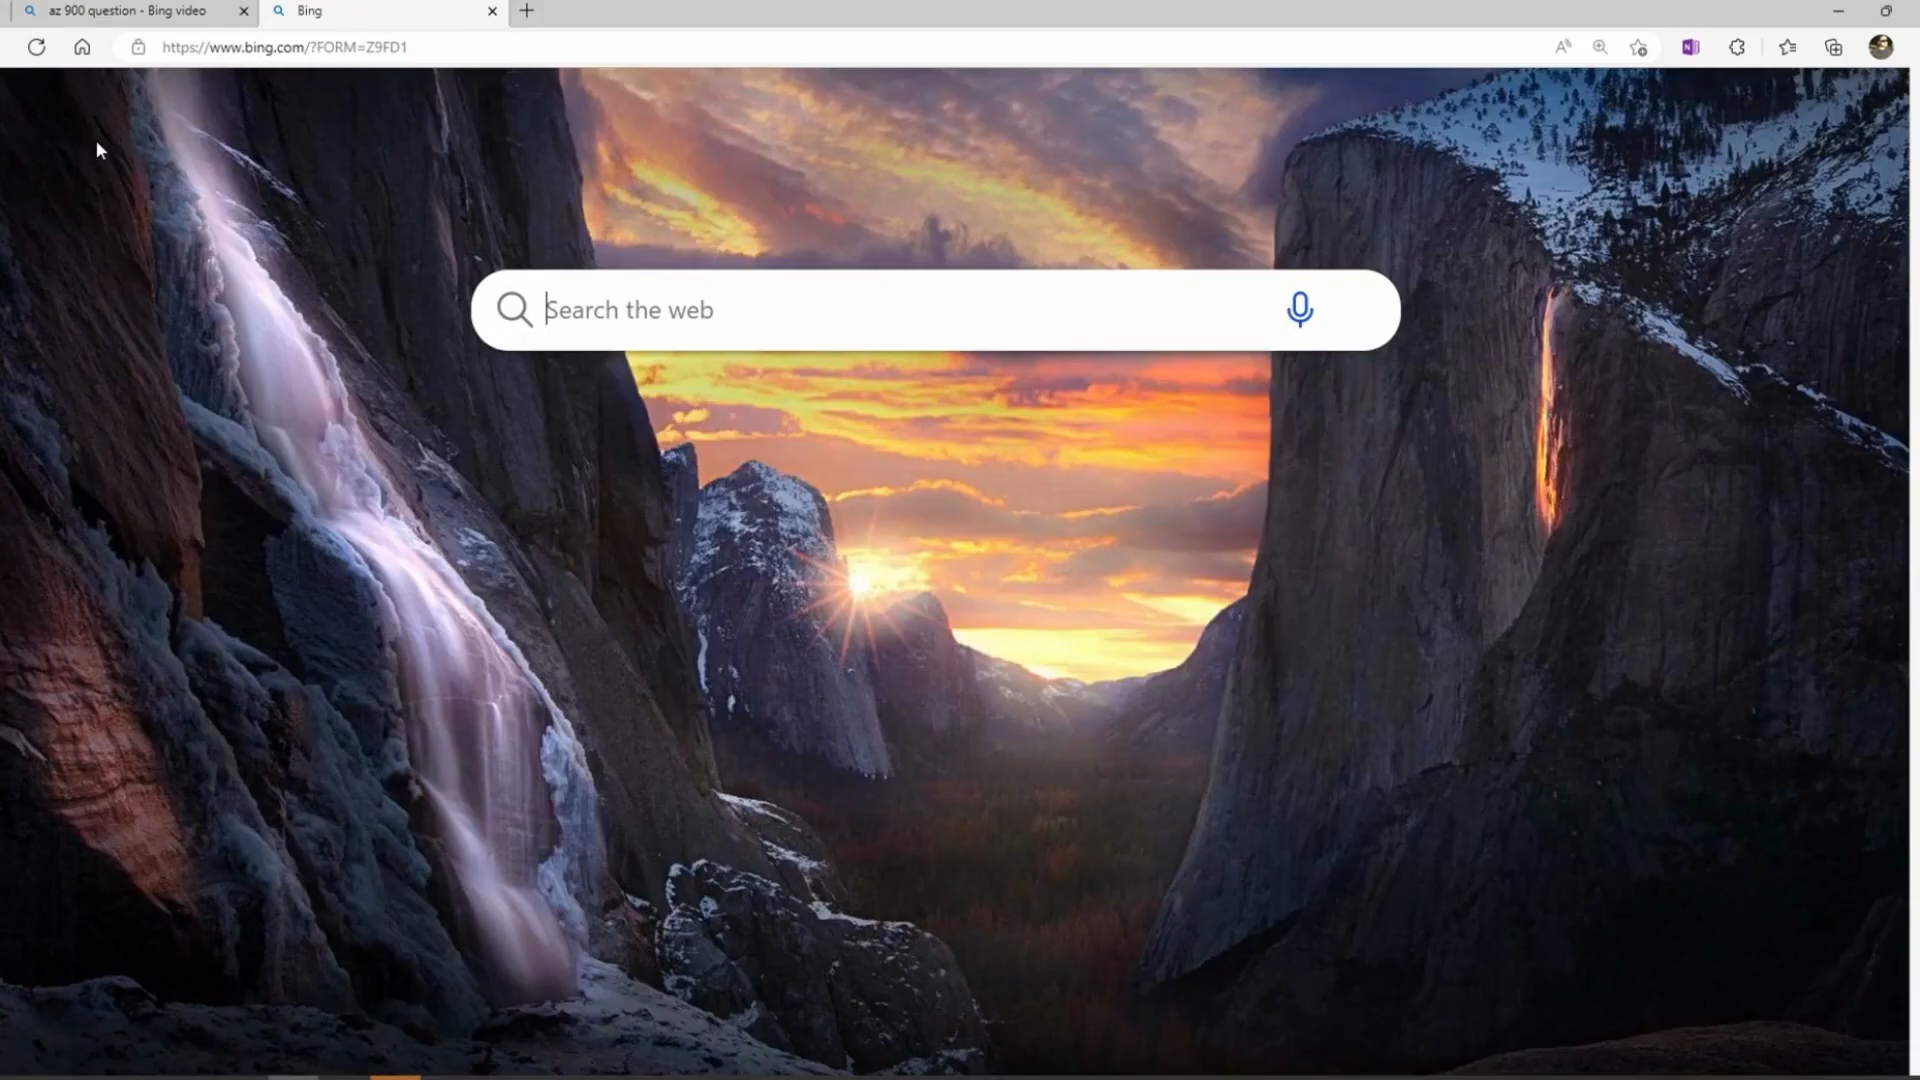 az 900 question - Bing video
Bing
https://www.bing.com/?FORM=Z9FD1
Search the web